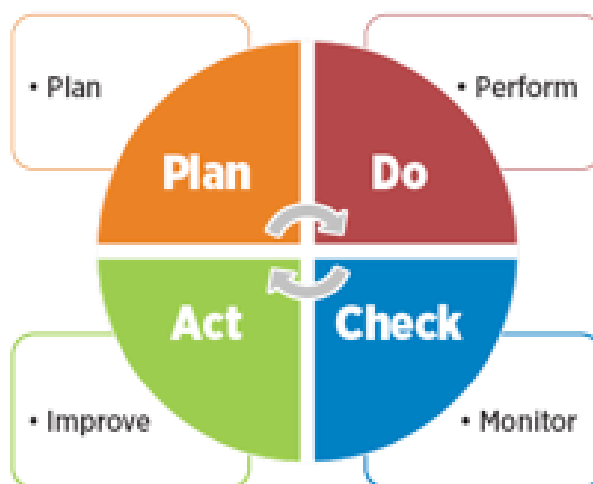 • Plan
• Perform
Plan
Do
Act
Check
• Improve
• Monitor